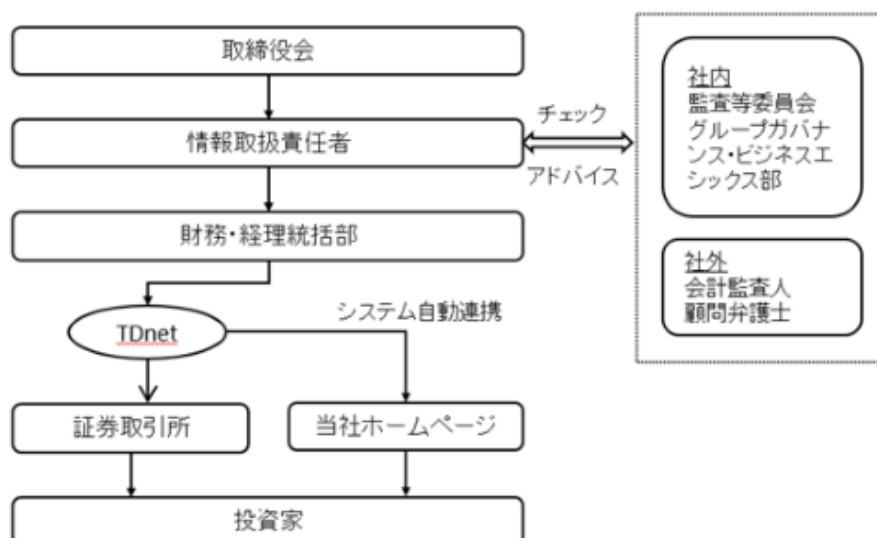 取締役会
情報取扱責任者
チェック
アドバイス
社内
監査等委員会
グループガバナ
ンス・ビジネスエ
シックス部
財務・経理統括部
社外
会計監査人
顧問弁護士
TDnet
システム自動連携
証券取引所
当社ホームページ
投資家